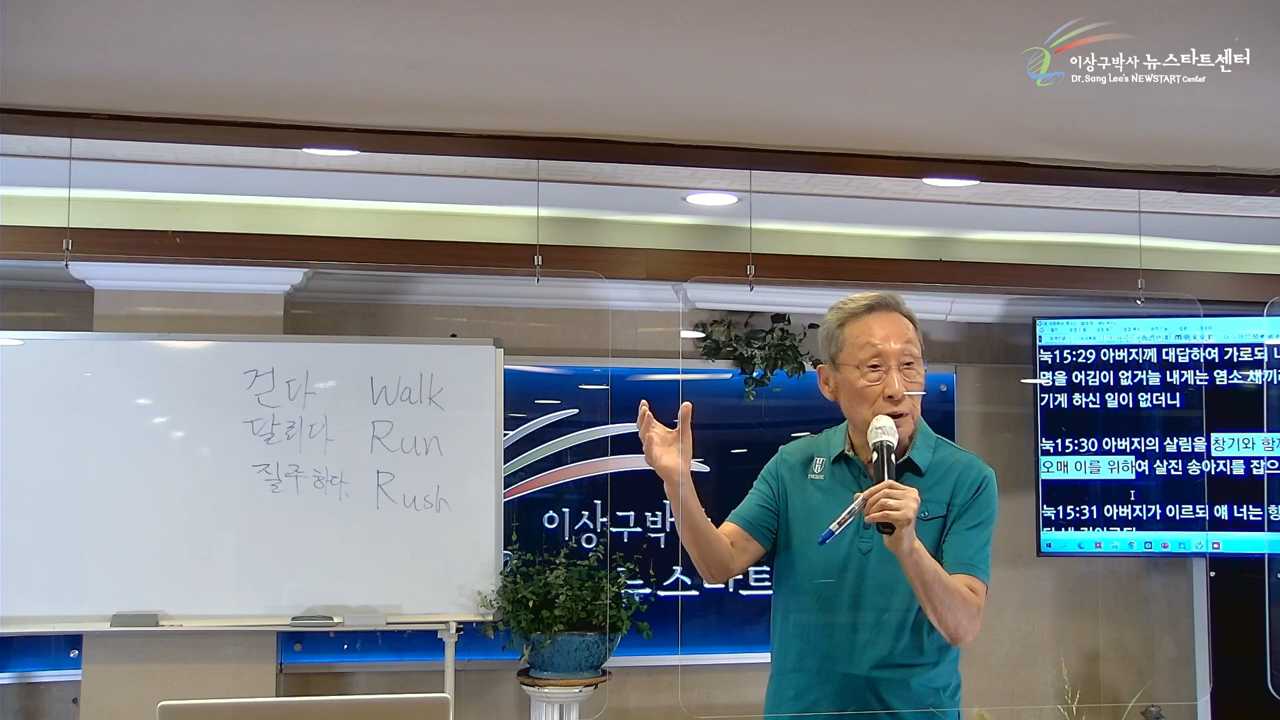 이상구박사 뉴스타트센터
Dr. Sang Lee's NEWSTART Center
걷다 Walk
달리다 Run
질주하다. Rush
이상구박
뉴스타트
눅15:29 아버지께 대답하여 가로되
명을 어김이 없거늘 내게는 염소 새끼
기게 하신 일이 없더니
눅15:30 아버지의 살림을 창기와 함
오매 이를 위하여 살진 송아지를 잡으
눅15:31 아버지가 이르되 얘 너는 항